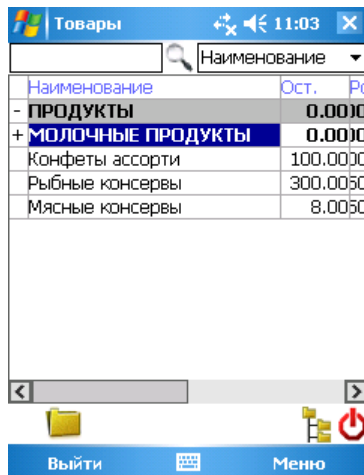 Товары 11:03
Наименование
Наименование Ост.
- ПРОДУКТЫ 0.00
+ МОЛОЧНЫЕ ПРОДУКТЫ 0.00
Конфеты ассорти 100.00
Рыбные консервы 300.00
Мясные консервы 8.00
Выйти Меню